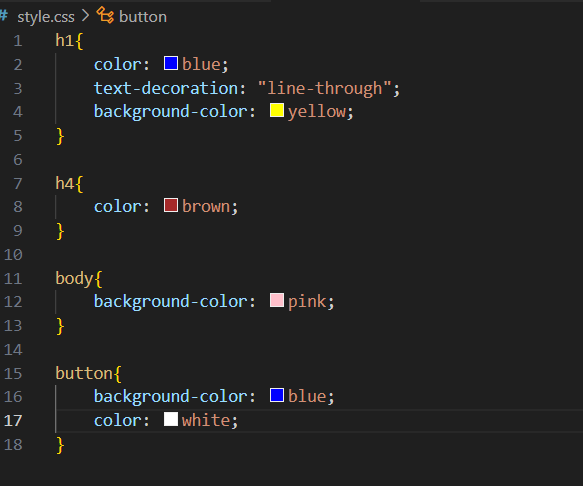 # style.css > button
1 h1{
2 color: blue;
3 text-decoration: "line-through";
4 background-color: yellow;
5 }
6
7 h4{
8 color: brown;
9 }
10
11 body{
12 background-color: pink;
13 }
14
15 button{
16 background-color: blue;
17 color: white;
18 }